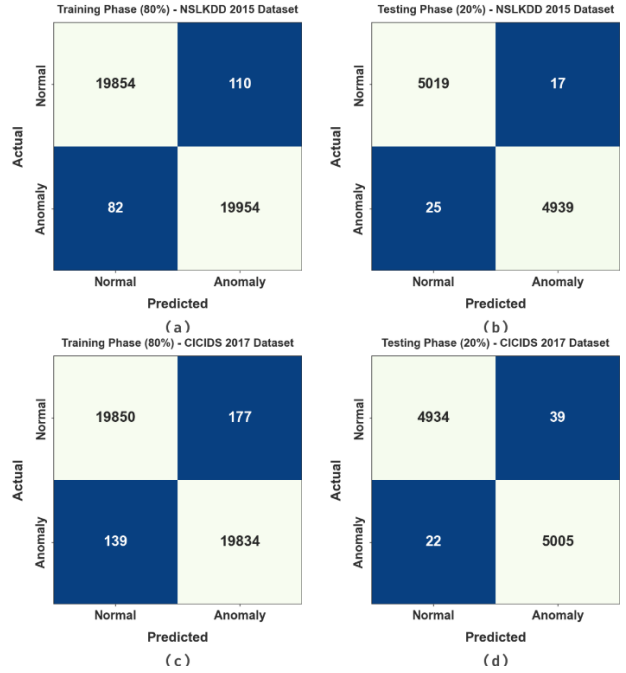 Training Phase (80%) - NSLKDD 2015 Dataset
Normal
19854
110
Actual
Anomaly
82
19954
Normal
Anomaly
Predicted
(a)
Testing Phase (20%) - NSLKDD 2015 Dataset
Normal
5019
17
Actual
Anomaly
25
4939
Normal
Anomaly
Predicted
(b)
Training Phase (80%) - CICIDS 2017 Dataset
Normal
19850
177
Actual
Anomaly
139
19834
Normal
Anomaly
Predicted
(c)
Testing Phase (20%) - CICIDS 2017 Dataset
Normal
4934
39
Actual
Anomaly
22
5005
Normal
Anomaly
Predicted
(d)